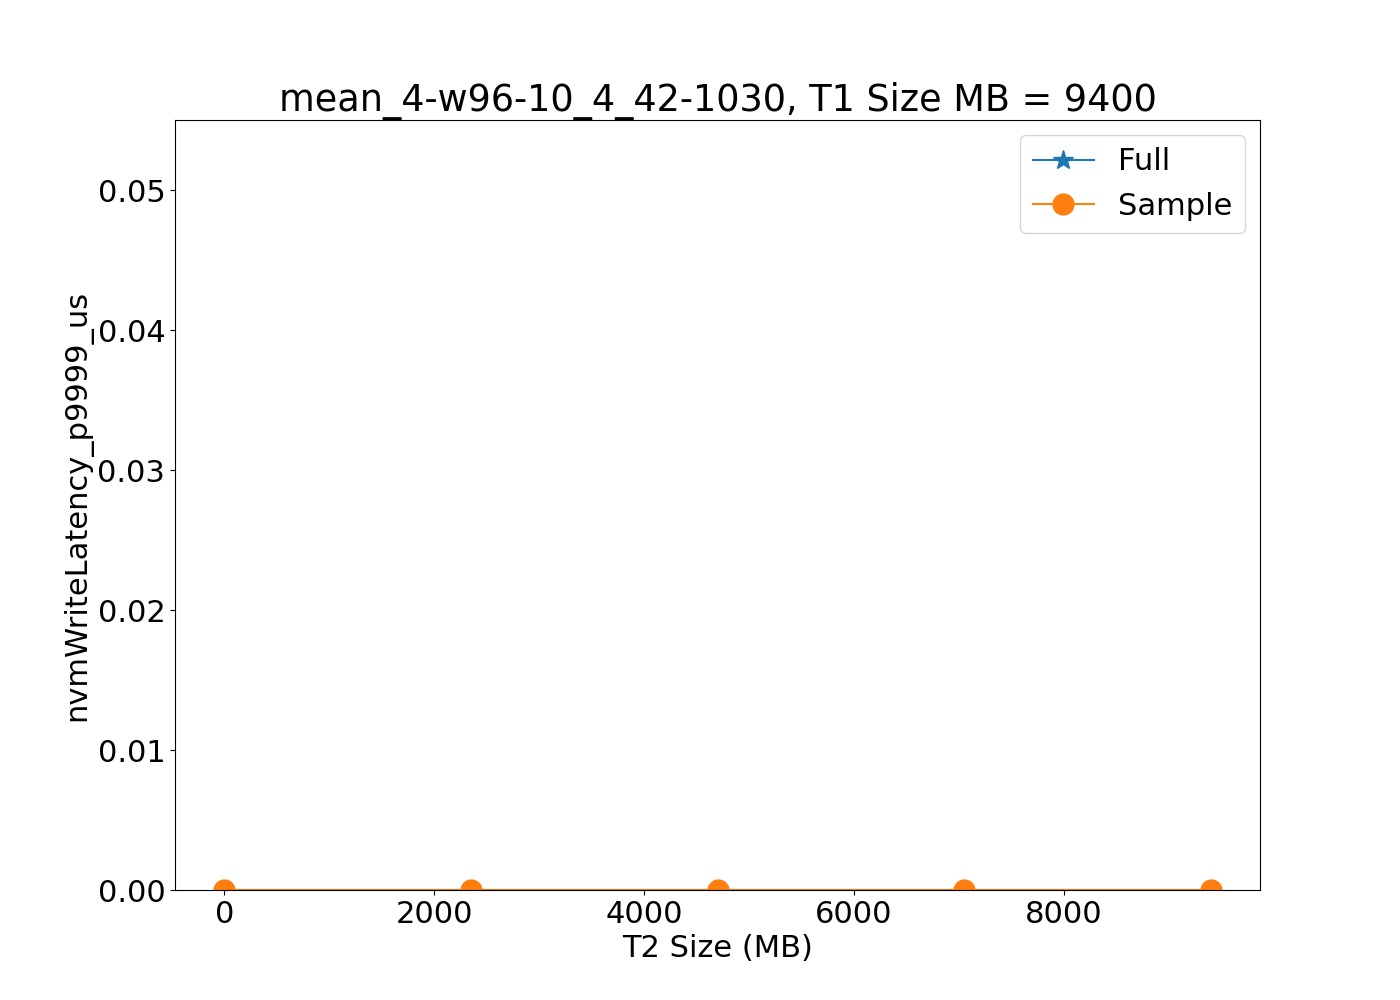 mean_4-w96-10_4_42-1030, T1 Size MB = 9400
Full
Sample
nvmWriteLatency_p9999_us
0.05
0.04
0.03
0.02
0.01
0.00
0 2000 4000 6000 8000
T2 Size (MB)